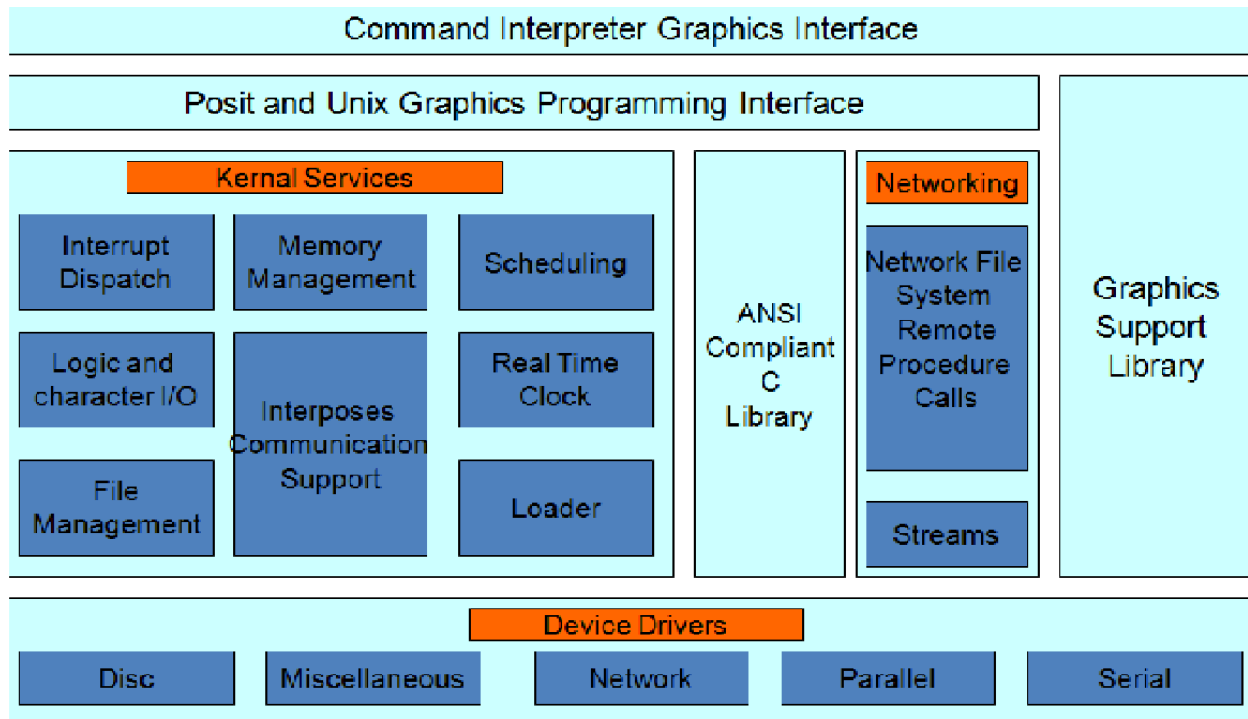 Command Interpreter Graphics Interface
Posit and Unix Graphics Programming Interface
Kernal Services
Interrupt
Dispatch
Memory
Management
Scheduling
Logic and
character I/O
Interposes
Communication
Support
Real Time
Clock
File
Management
Loader
ANSI
Compliant
C
Library
Networking
Network File
System
Remote
Procedure
Calls
Streams
Graphics
Support
Library
Device Drivers
Disc
Miscellaneous
Network
Parallel
Serial